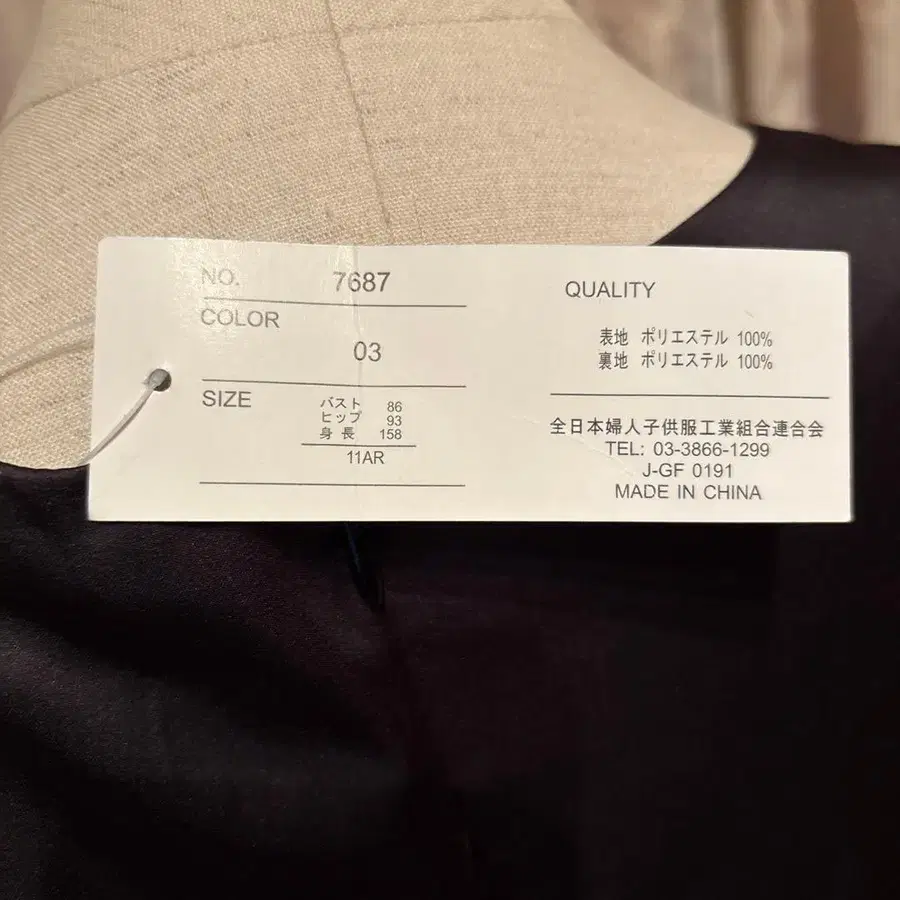 NO. 7687
COLOR
03
SIZE
バスト 86
ヒップ 93
身長 158
11AR
QUALITY
表地 ポリエステル 100%
裏地 ポリエステル 100%
全日本婦人子供服工業組合連合会
TEL: 03-3866-1299
J-GF 0191
MADE IN CHINA